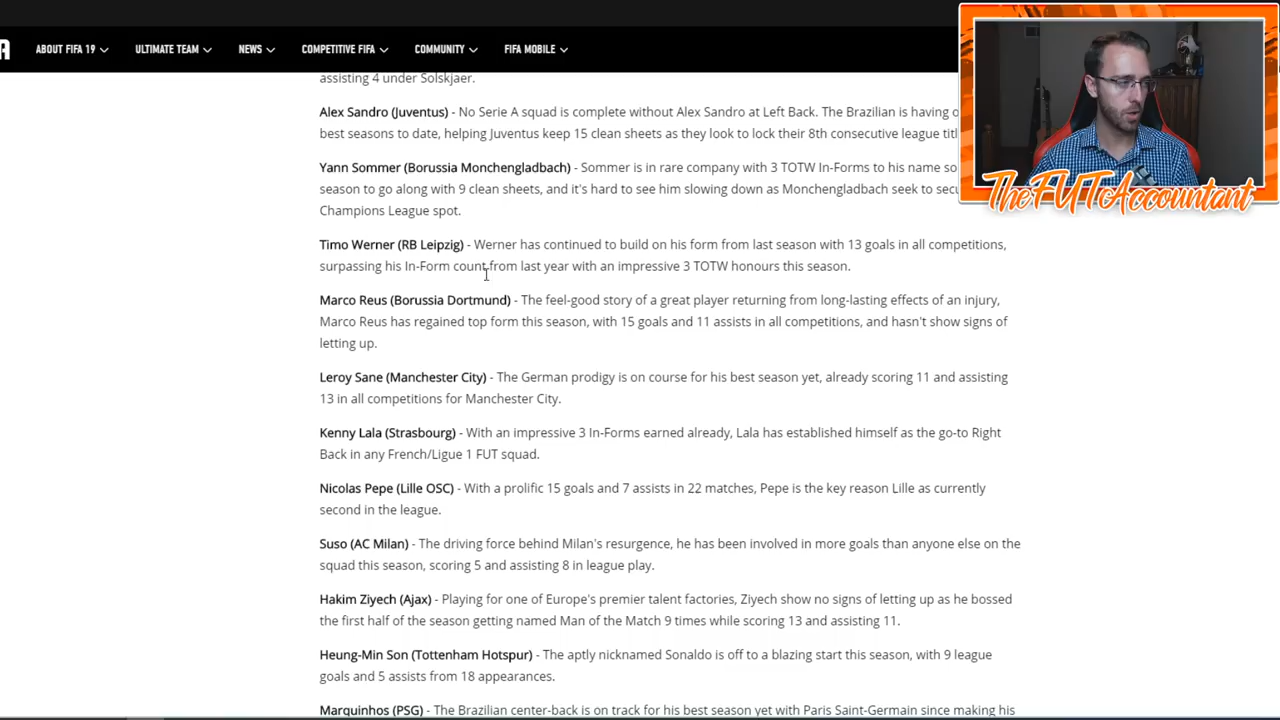 A
ABOUT FIFA 19
ULTIMATE TEAM
NEWS
COMPETITIVE FIFA
COMMUNITY
FIFA MOBILE
assisting 4 under Solskjaer.
Alex Sandro (Juventus) - No Serie A squad is complete without Alex Sandro at Left Back. The Brazilian is having
best seasons to date, helping Juventus keep 15 clean sheets as they look to lock their 8th consecutive league
Yann Sommer (Borussia Monchengladbach) - Sommer is in rare company with 3 TOTW In-Forms to his name so
season to go along with 9 clean sheets, and it's hard to see him slowing down as Monchengladbach seek to
Champions League spot.
Timo Werner (RB Leipzig) - Werner has continued to build on his form from last season with 13 goals in all competitions,
surpassing his In-Form count from last year with an impressive 3 TOTW honours this season.
Marco Reus (Borussia Dortmund) - The feel-good story of a great player returning from long-lasting effects of an injury,
Marco Reus has regained top form this season, with 15 goals and 11 assists in all competitions, and hasn't show signs of
letting up.
Leroy Sane (Manchester City) - The German prodigy is on course for his best season yet, already scoring 11 and assisting
13 in all competitions for Manchester City.
Kenny Lala (Strasbourg) - With an impressive 3 In-Forms earned already, Lala has established himself as the go-to Right
Back in any French/Ligue 1 FUT squad.
Nicolas Pepe (Lille OSC) - With a prolific 15 goals and 7 assists in 22 matches, Pepe is the key reason Lille as currently
second in the league.
Suso (AC Milan) - The driving force behind Milan's resurgence, he has been involved in more goals than anyone else on the
squad this season, scoring 5 and assisting 8 in league play.
Hakim Ziyech (Ajax) - Playing for one of Europe's premier talent factories, Ziyech show no signs of letting up as he bossed
the first half of the season getting named Man of the Match 9 times while scoring 13 and assisting 11.
Heung-Min Son (Tottenham Hotspur) - The aptly nicknamed Sonaldo is off to a blazing start this season, with 9 league
goals and 5 assists from 18 appearances.
Marquinhos (PSG) - The Brazilian center-back is on track for his best season yet with Paris Saint-Germain since making his
TheFUTAccountant